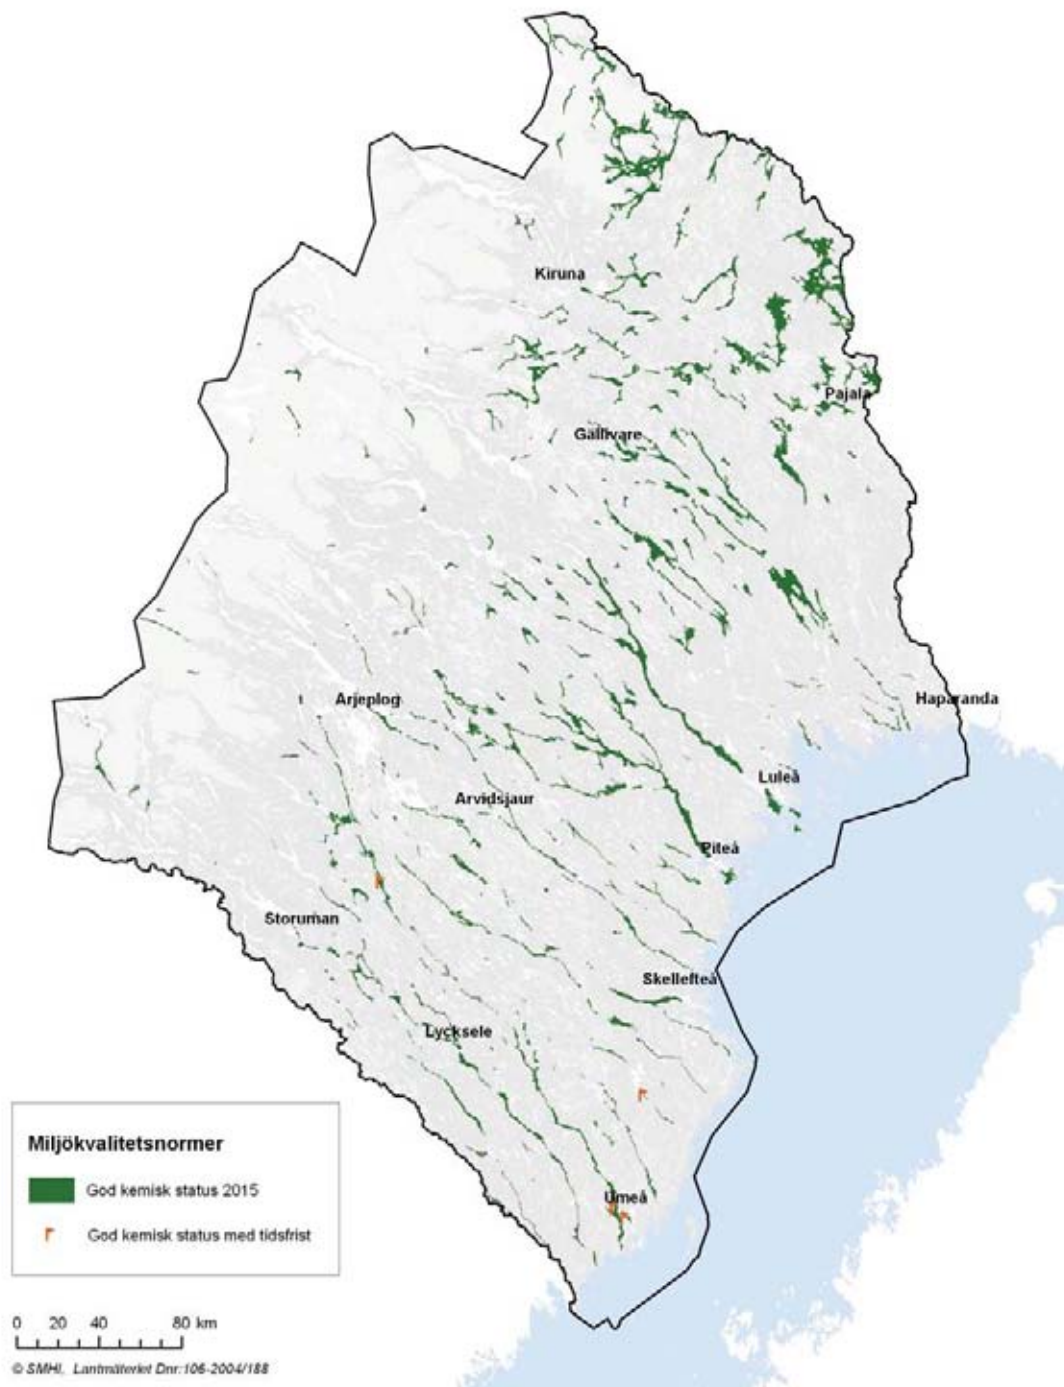 Kiruna
Pajala
Gällivare
Arjeplog
Haparanda
Luleå
Arvidsjaur
Piteå
Storuman
Skellefteå
Lycksele
Umeå
Miljökvalitetsnormer
God kemisk status 2015
God kemisk status med tidsfrist
0 20 40 80 km
© SMHI, Lantmäteriet Dnr:106-2004/188